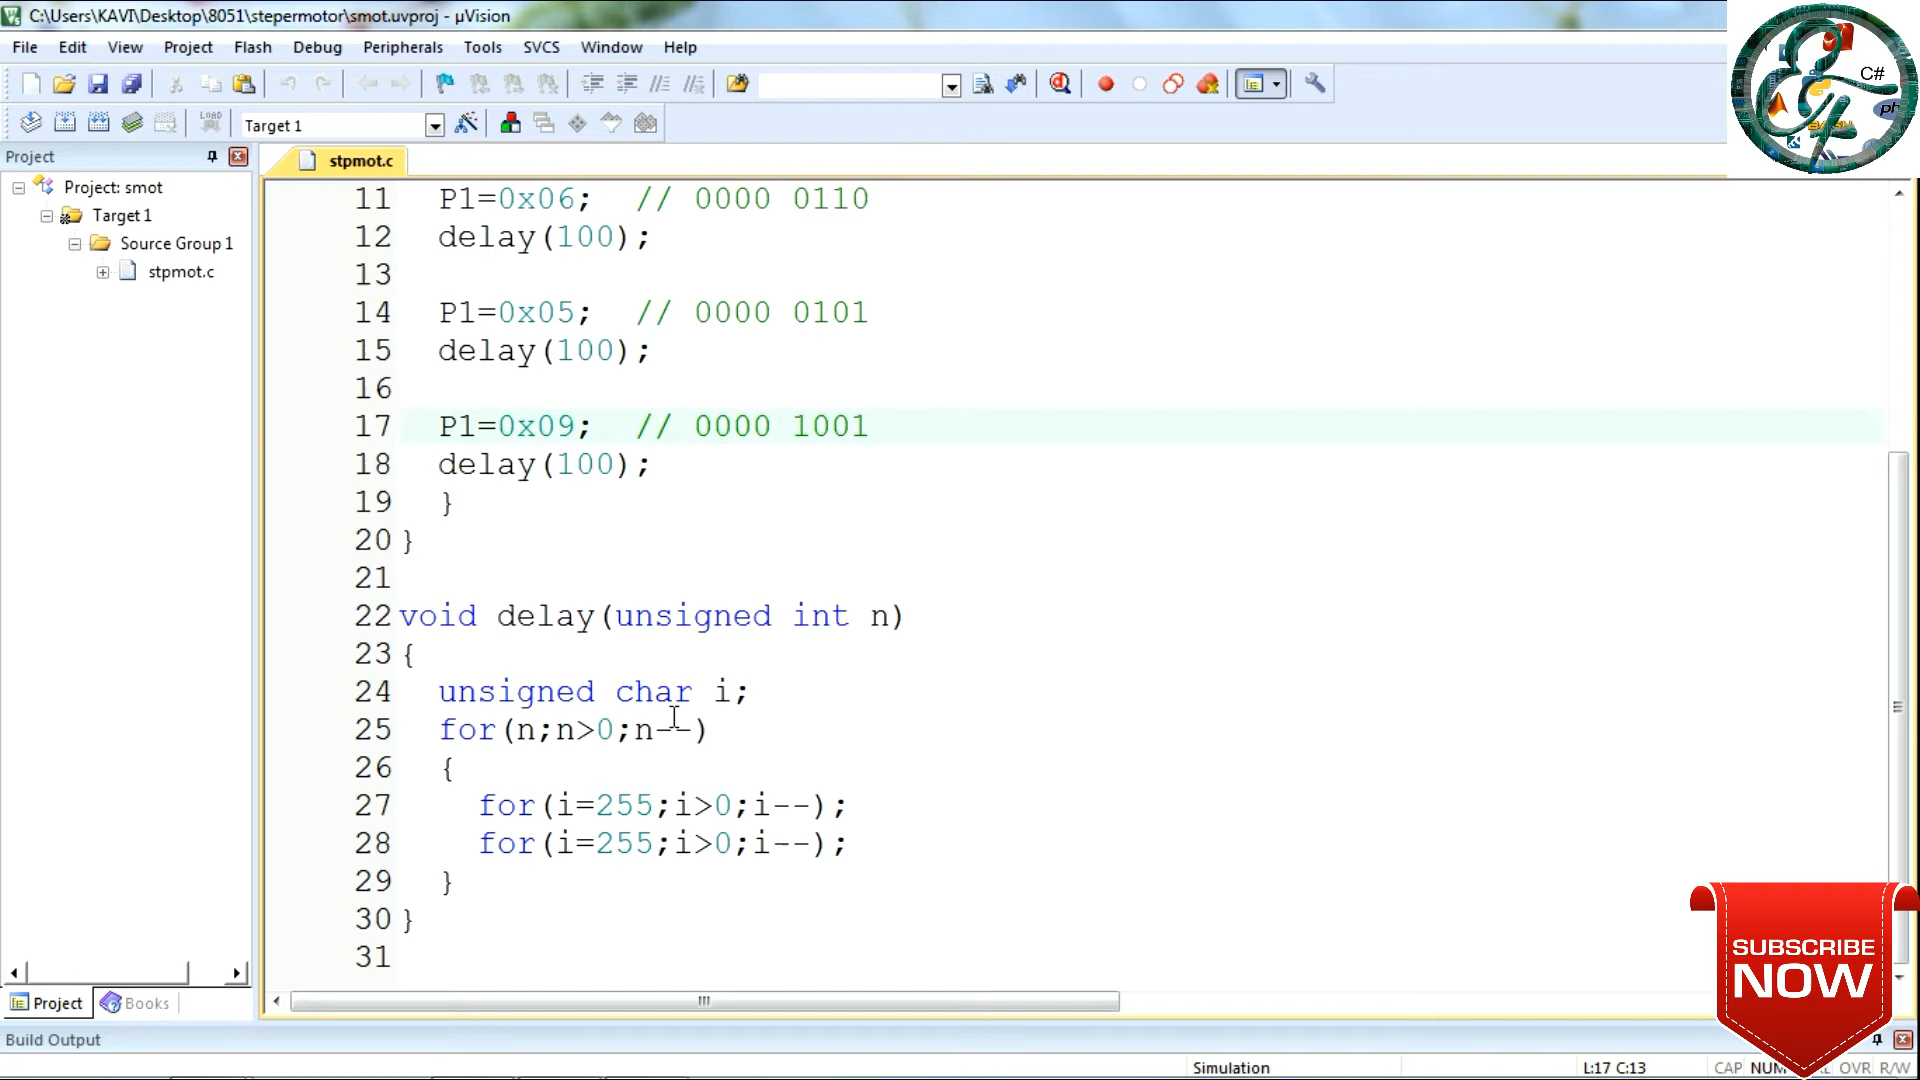 C:\Users\KAVI\Desktop\8051\stepermotor\smot.uvproj - µVision
File Edit View Project Flash Debug Peripherals Tools SVCS Window Help
LOAD
Target 1
C#
ph
Project
stpmot.c
Project: smot
Target 1
Source Group 1
stpmot.c
11 P1=0x06; // 0000 0110
12 delay(100);
13
14 P1=0x05; // 0000 0101
15 delay(100);
16
17 P1=0x09; // 0000 1001
18 delay(100);
19 }
20 }
21
22 void delay(unsigned int n)
23 {
24 unsigned char i;
25 for(n;n>0;n--)
26 {
27 for(i=255;i>0;i--);
28 for(i=255;i>0;i--);
29 }
30 }
31
Project Books
SUBSCRIBE
NOW
Build Output
Simulation L:17 C:13 CAP NUM OVR R/W